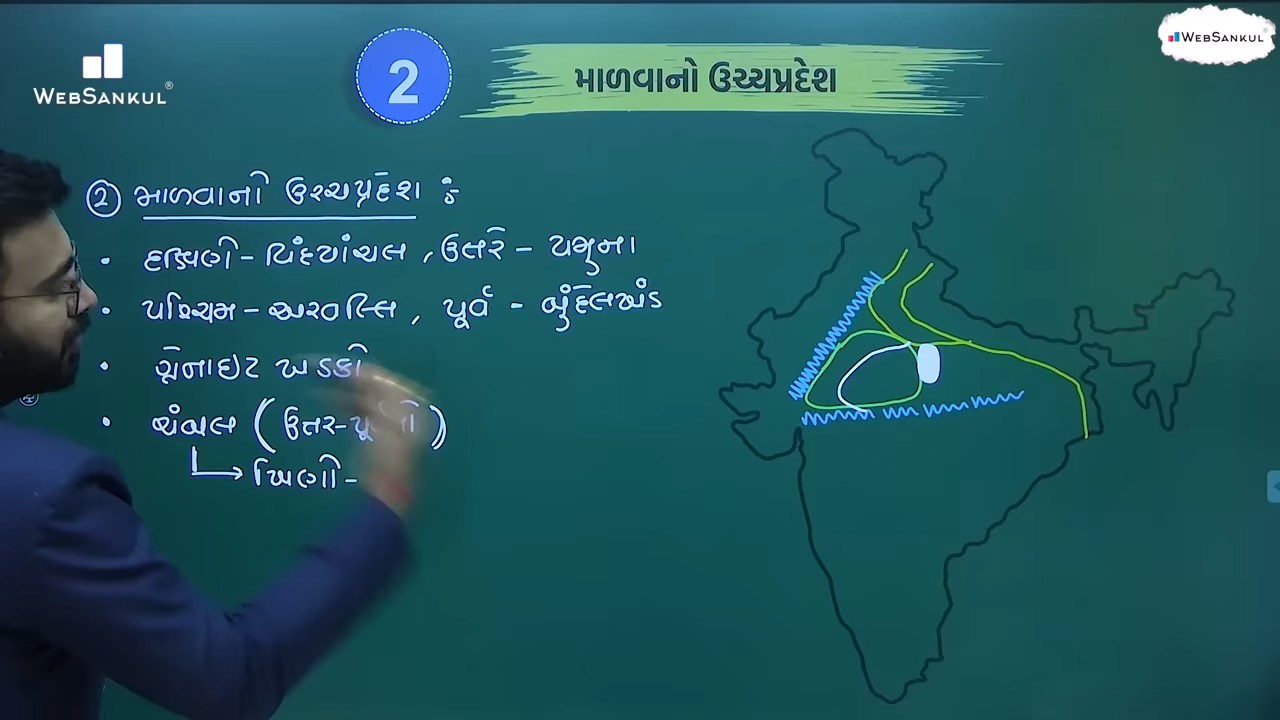 WEBSANKUL®
2
માળવાનો ઉચ્ચપ્રદેશ
WEBSANKUL
② માળવાનો ઉચ્ચપ્રદેશ :
• દક્ષિણે - વિંદયાંચલ , ઉત્તરે - યમુના
• પશ્ચિમ - અરવલ્લિ , પૂર્વ - બુંદેલખંડ
• ગ્રેનાઇટ ખડકો
• ચંબલ ( ઉત્તર-
ખિણો -